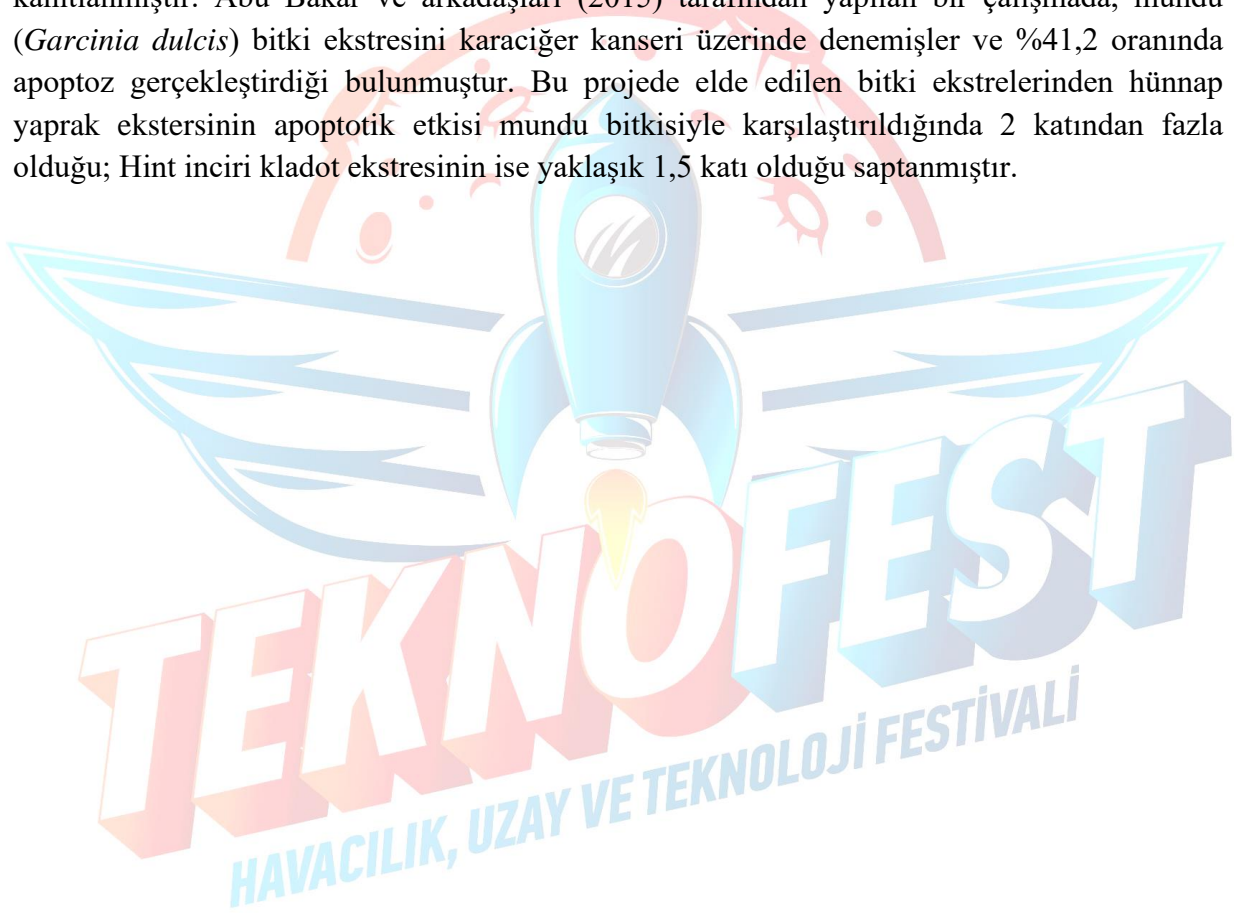 kanıtlanmıştır. Abu Bakar ve arkadaşları (2015) tarafından yapılan bir çalışmada, mundu
(Garcinia dulcis) bitki ekstresini karaciğer kanseri üzerinde denemişler ve %41,2 oranında
apoptoz gerçekleştirdiği bulunmuştur. Bu projede elde edilen bitki ekstrelerinden hünnap
yaprak ekstersinin apoptotik etkisi mundu bitkisiyle karşılaştırıldığında 2 katından fazla
olduğu; Hint inciri kladot ekstresinin ise yaklaşık 1,5 katı olduğu saptanmıştır.
TEKNOFEST
HAVACILIK, UZAY VE TEKNOLOJİ FESTİVALİ